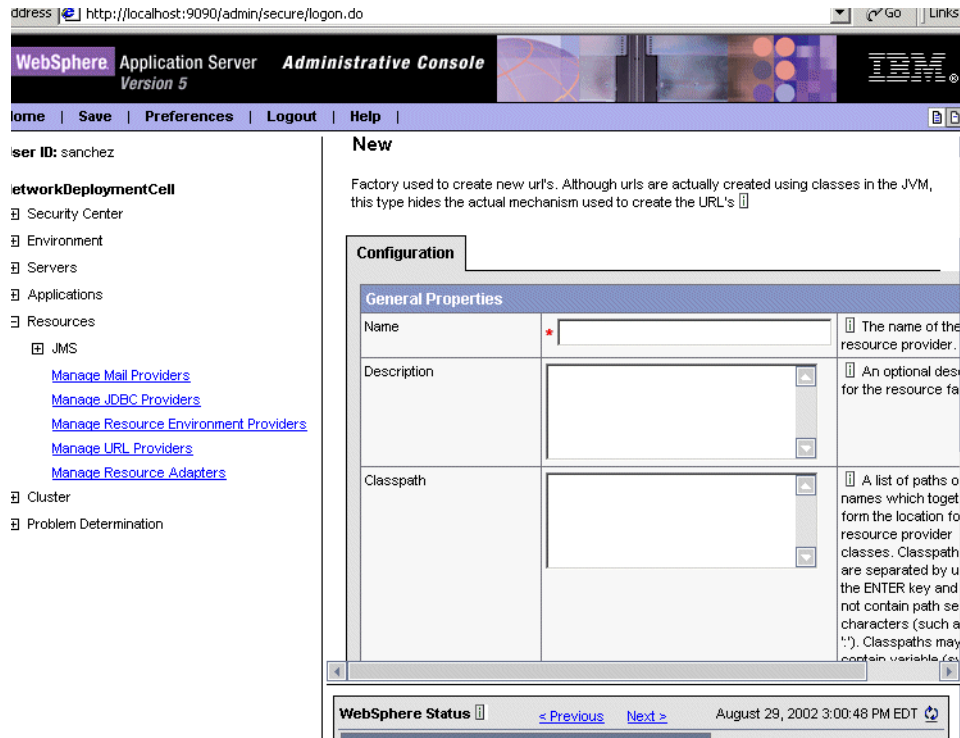 ddress http://localhost:9090/admin/secure/logon.do Go Links
WebSphere Application Server Administrative Console
Version 5
IBM
ome | Save | Preferences | Logout | Help |
ser ID: sanchez
etworkDeploymentCell
Security Center
Environment
Servers
Applications
Resources
JMS
Manage Mail Providers
Manage JDBC Providers
Manage Resource Environment Providers
Manage URL Providers
Manage Resource Adapters
Cluster
Problem Determination
New
Factory used to create new url's. Although urls are actually created using classes in the JVM,
this type hides the actual mechanism used to create the URL's
Configuration
General Properties
Name
* 
The name of the
resource provider.
Description
An optional des
for the resource fa
Classpath
A list of paths o
names which toget
form the location fo
resource provider
classes. Classpath
are separated by u
the ENTER key and
not contain path se
characters (such a
':'). Classpaths may
contain variable (sy
WebSphere Status < Previous Next > August 29, 2002 3:00:48 PM EDT